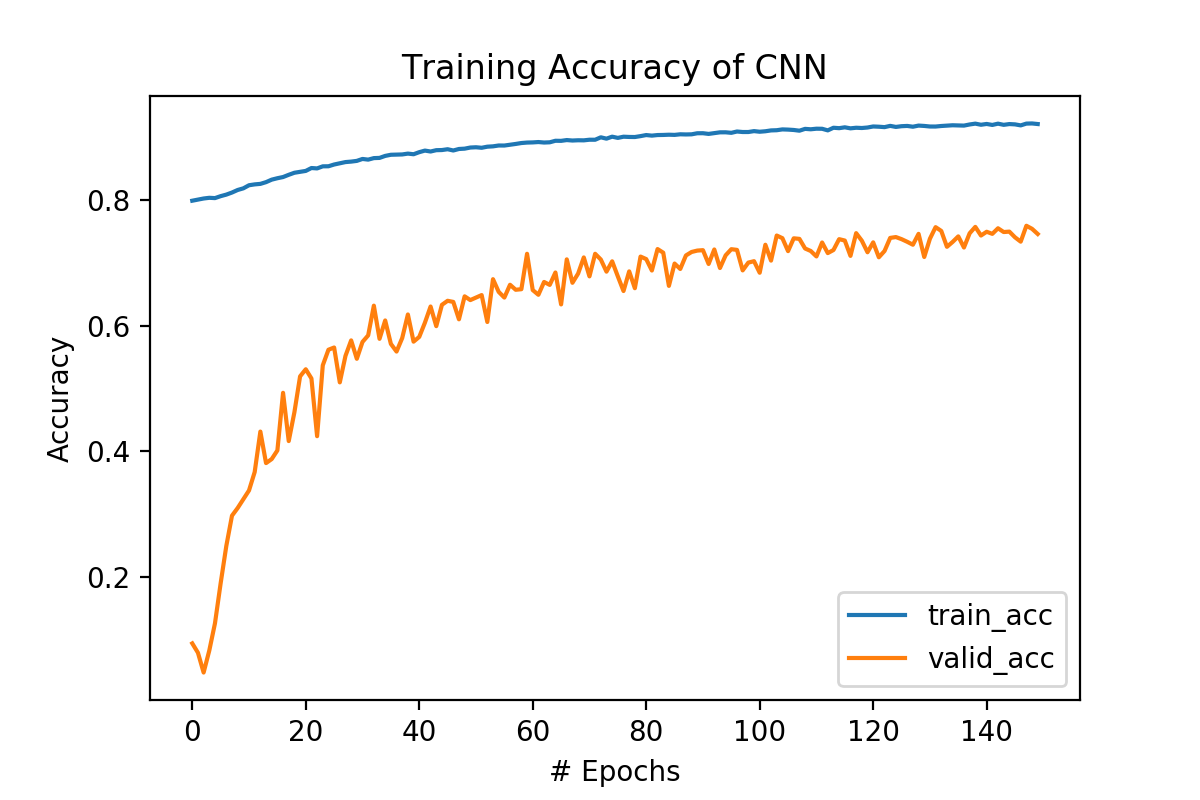 Training Accuracy of CNN
Accuracy
0.8
0.6
0.4
0.2
train_acc
valid_acc
0 20 40 60 80 100 120 140
# Epochs